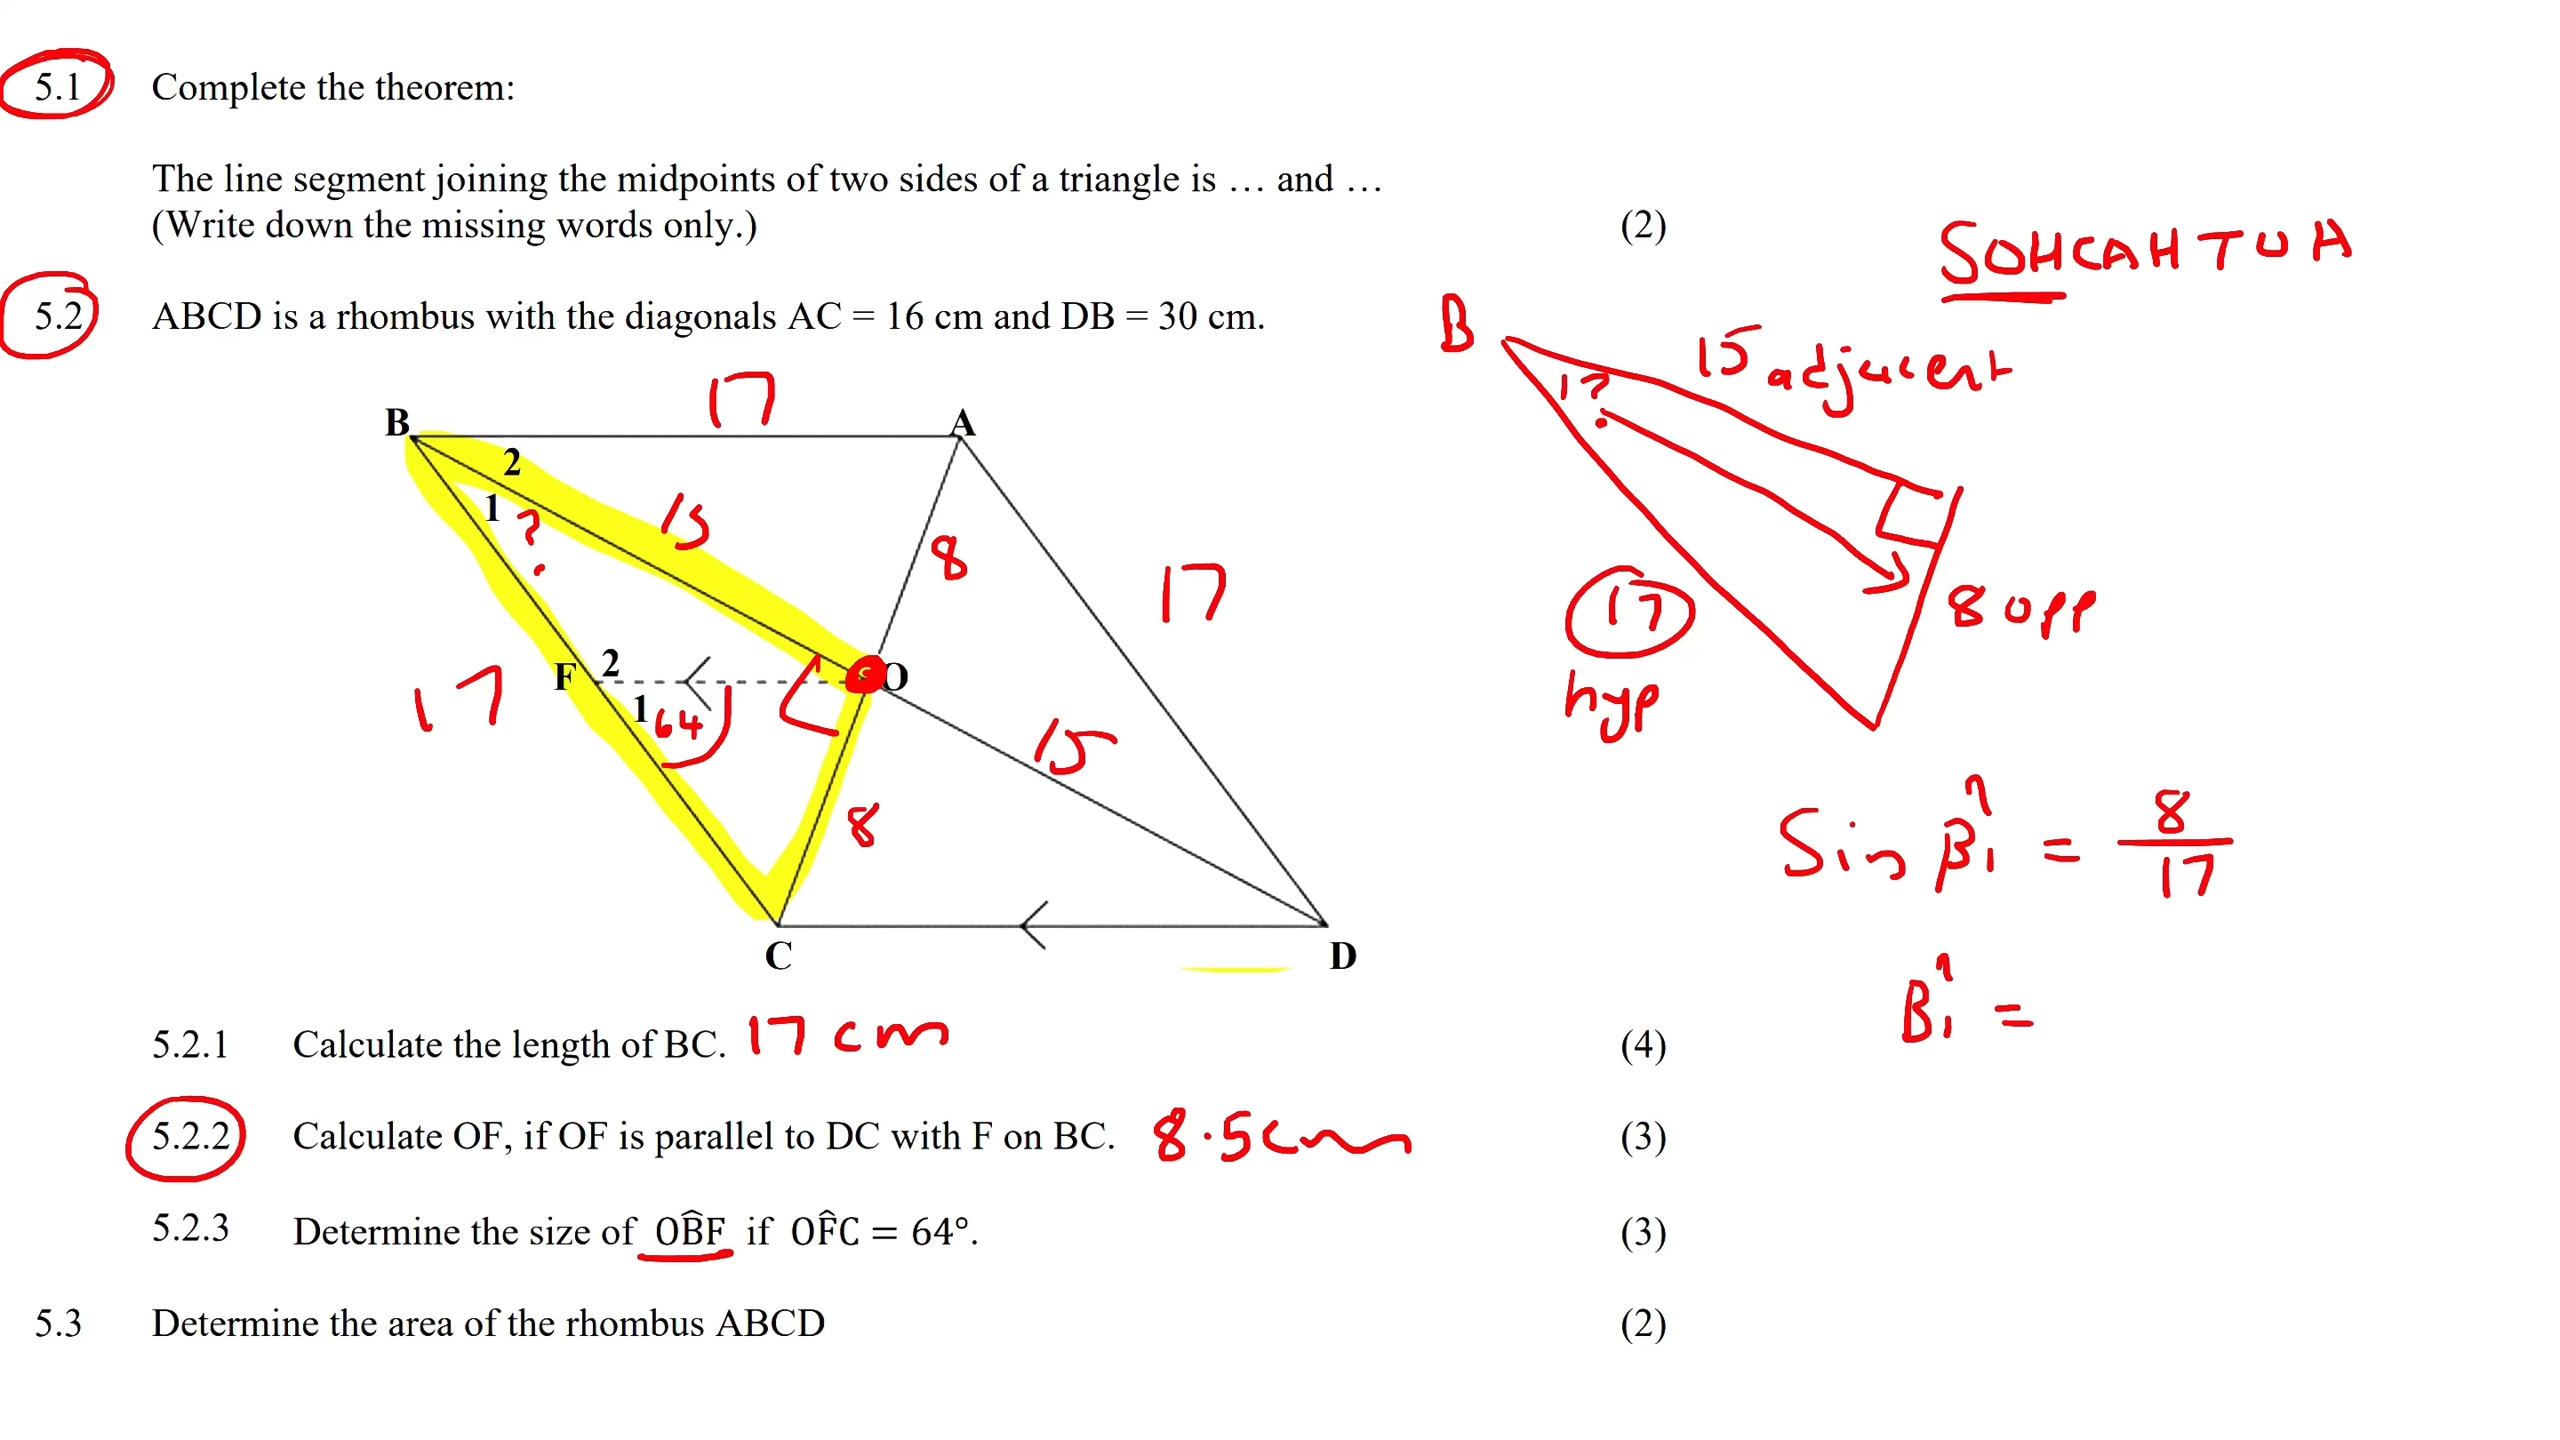 5.1 Complete the theorem:
The line segment joining the midpoints of two sides of a triangle is … and …
(Write down the missing words only.) (2)
SOHCAHTOA
5.2 ABCD is a rhombus with the diagonals AC = 16 cm and DB = 30 cm.
B
15 adjacent
1?
17
hyp
8 opp
17
B A
2
1 ?
15
8
17
17
F 2 O
1 64
15
8
C D
Sin B̂1 = 8/17
B̂1 =
5.2.1 Calculate the length of BC. 17 cm (4)
5.2.2 Calculate OF, if OF is parallel to DC with F on BC. 8.5cm (3)
5.2.3 Determine the size of OB̂F if OF̂C = 64°. (3)
5.3 Determine the area of the rhombus ABCD (2)